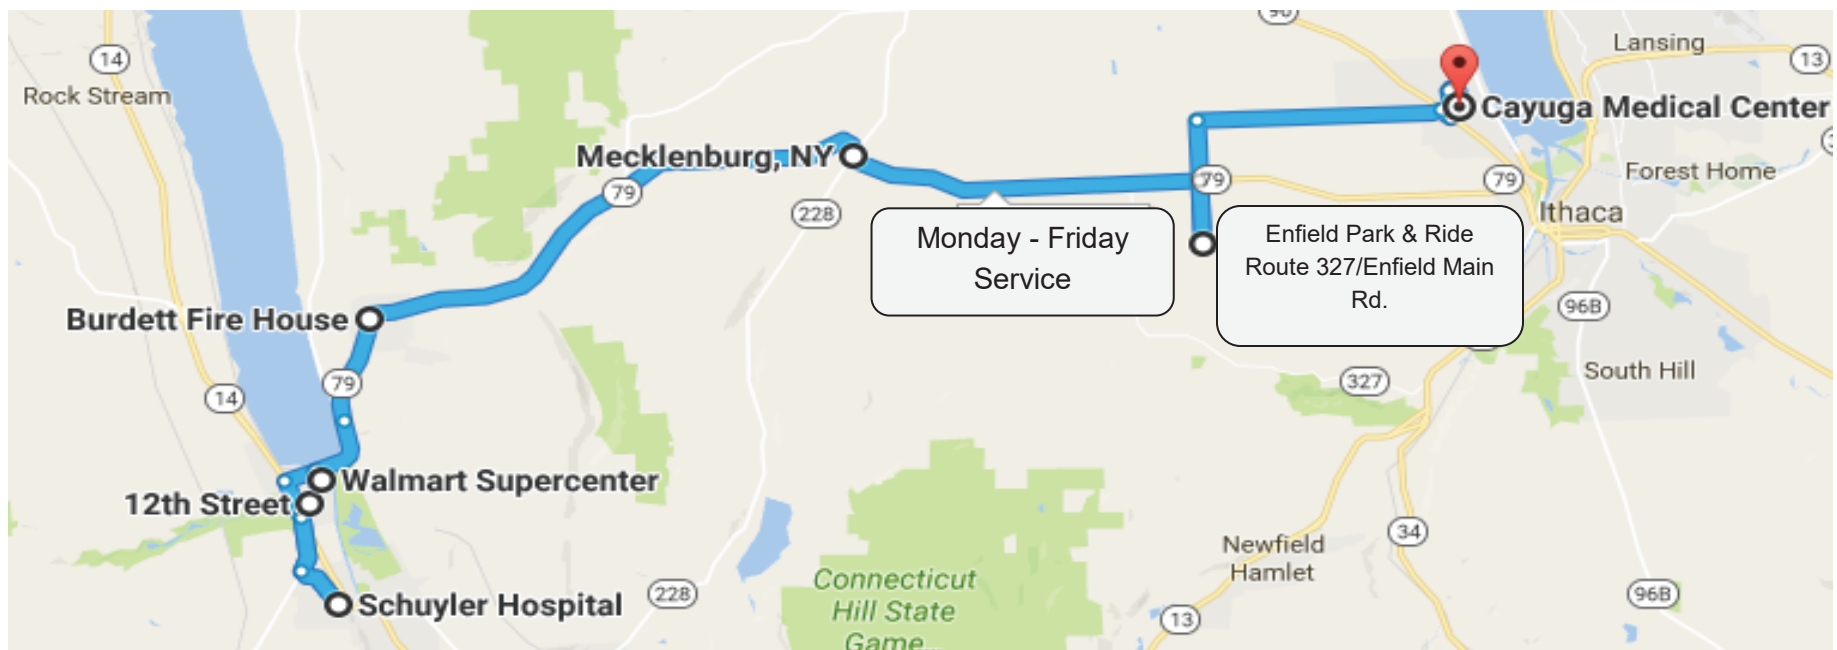 90
Lansing
13
14
Rock Stream
Cayuga Medical Center
Mecklenburg, NY
79
79
79
Forest Home
228
Ithaca
Monday - Friday
Service
Enfield Park & Ride
Route 327/Enfield Main
Rd.
96B
Burdett Fire House
79
327
South Hill
14
Walmart Supercenter
12th Street
34
Newfield
Hamlet
Connecticut
Hill State
Game...
228
96B
Schuyler Hospital
13